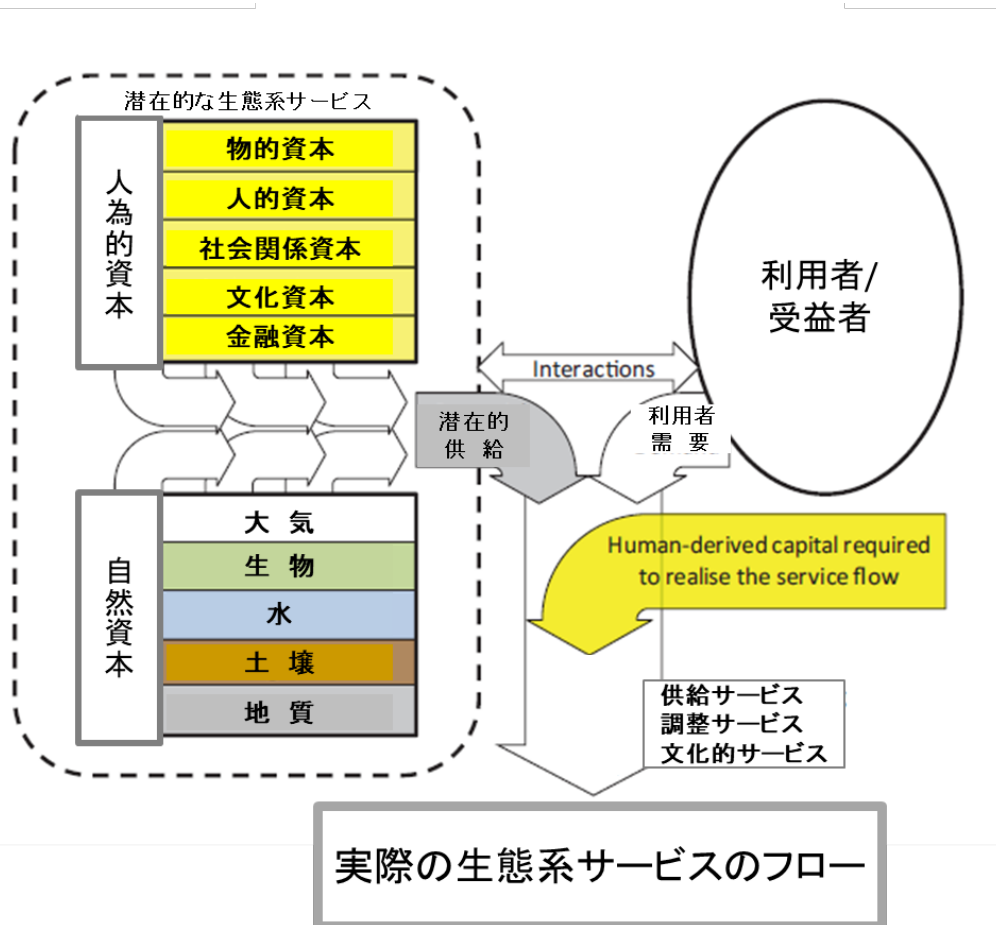 潜在的な生態系サービス
人為的資本
物的資本
人的資本
社会関係資本
文化資本
金融資本
利用者/
受益者
Interactions
潜在的
供 給
利用者
需 要
自然資本
大 気
生 物
水
土 壌
地 質
Human-derived capital required
to realise the service flow
供給サービス
調整サービス
文化的サービス
実際の生態系サービスのフロー